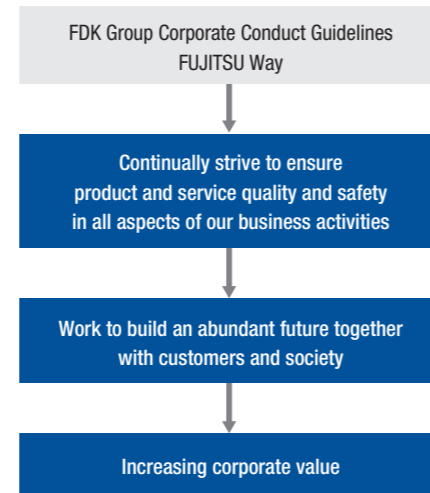 FDK Group Corporate Conduct Guidelines
FUJITSU Way
Continually strive to ensure
product and service quality and safety
in all aspects of our business activities
Work to build an abundant future together
with customers and society
Increasing corporate value